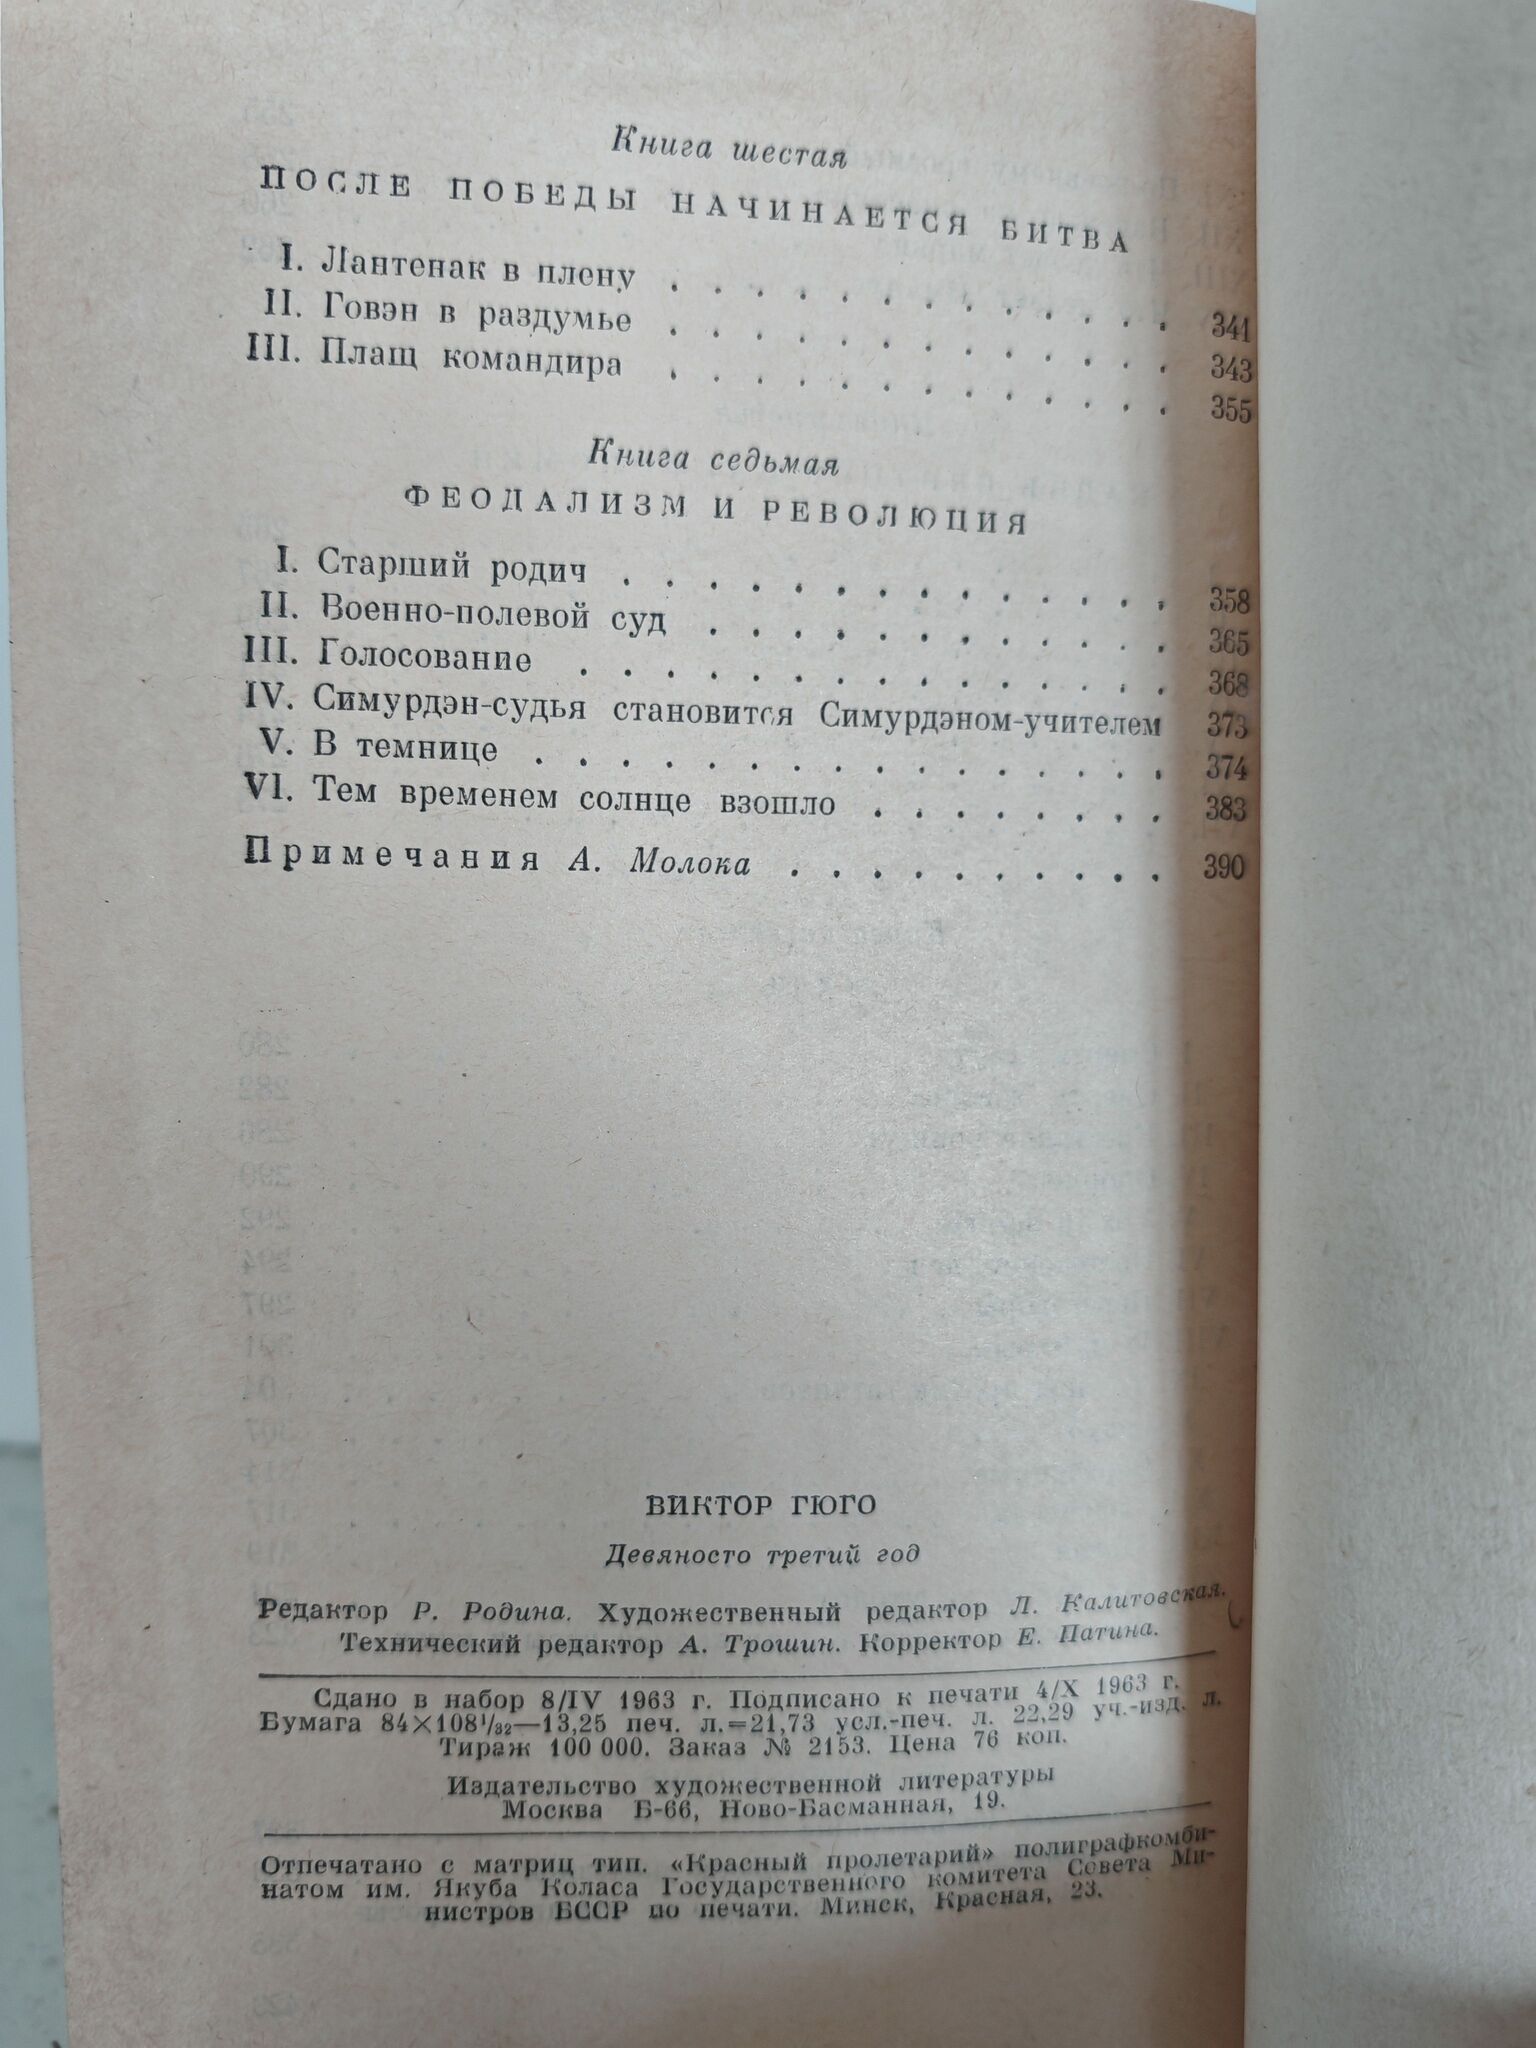 Книга шестая
ПОСЛЕ ПОБЕДЫ НАЧИНАЕТСЯ БИТВА
I. Лантенак в плену . . . . . . . . . . . . 341
II. Говэн в раздумье . . . . . . . . . . . . 343
III. Плащ командира . . . . . . . . . . . . 355
Книга седьмая
ФЕОДАЛИЗМ И РЕВОЛЮЦИЯ
I. Старший родич . . . . . . . . . . . . . 358
II. Военно-полевой суд . . . . . . . . . . . 365
III. Голосование . . . . . . . . . . . . . . 368
IV. Симурдэн-судья становится Симурдэном-учителем 373
V. В темнице . . . . . . . . . . . . . . . 374
VI. Тем временем солнце взошло . . . . . . . . 383
Примечания А. Молока . . . . . . . . . . 390
ВИКТОР ГЮГО
Девяносто третий год
Редактор Р. Родина. Художественный редактор Л. Калитовская.
Технический редактор А. Трошин. Корректор Е. Патина.
Сдано в набор 8/IV 1963 г. Подписано к печати 4/X 1963 г.
Бумага 84×108¹/₃₂—13,25 печ. л.=21,73 усл.-печ. л. 22,29 уч.-изд. л.
Тираж 100 000. Заказ № 2153. Цена 76 коп.
Издательство художественной литературы
Москва Б-66, Ново-Басманная, 19.
Отпечатано с матриц тип. «Красный пролетарий» полиграфкомби-
натом им. Якуба Коласа Государственного комитета Совета Ми-
нистров БССР по печати. Минск, Красная, 23.